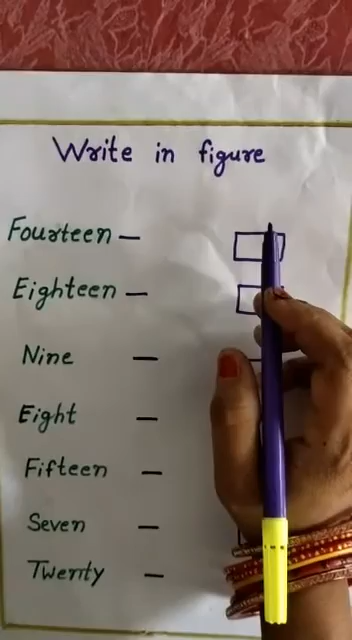 Write in figure
Fourteen —
Eighteen —
Nine —
Eight —
Fifteen —
Seven —
Twenty —